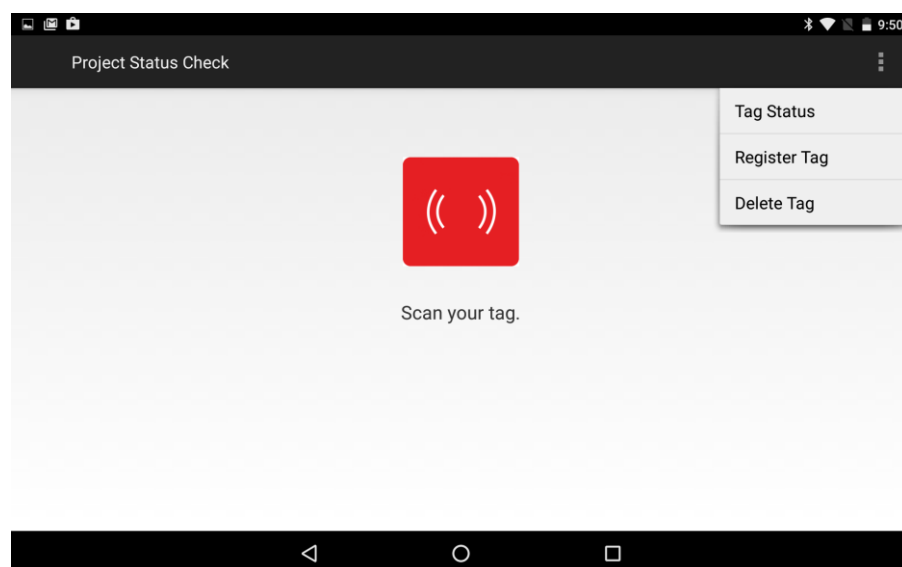 9:50
Project Status Check
Tag Status
Register Tag
Delete Tag
Scan your tag.